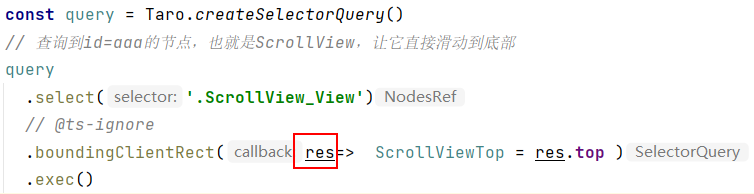 const query = Taro.createSelectorQuery()
// 查询到id=aaa的节点，也就是ScrollView，让它直接滑动到底部
query
.select( selector: '.ScrollView_View') NodesRef
// @ts-ignore
.boundingClientRect( callback res=> ScrollViewTop = res.top ) SelectorQuery
.exec()